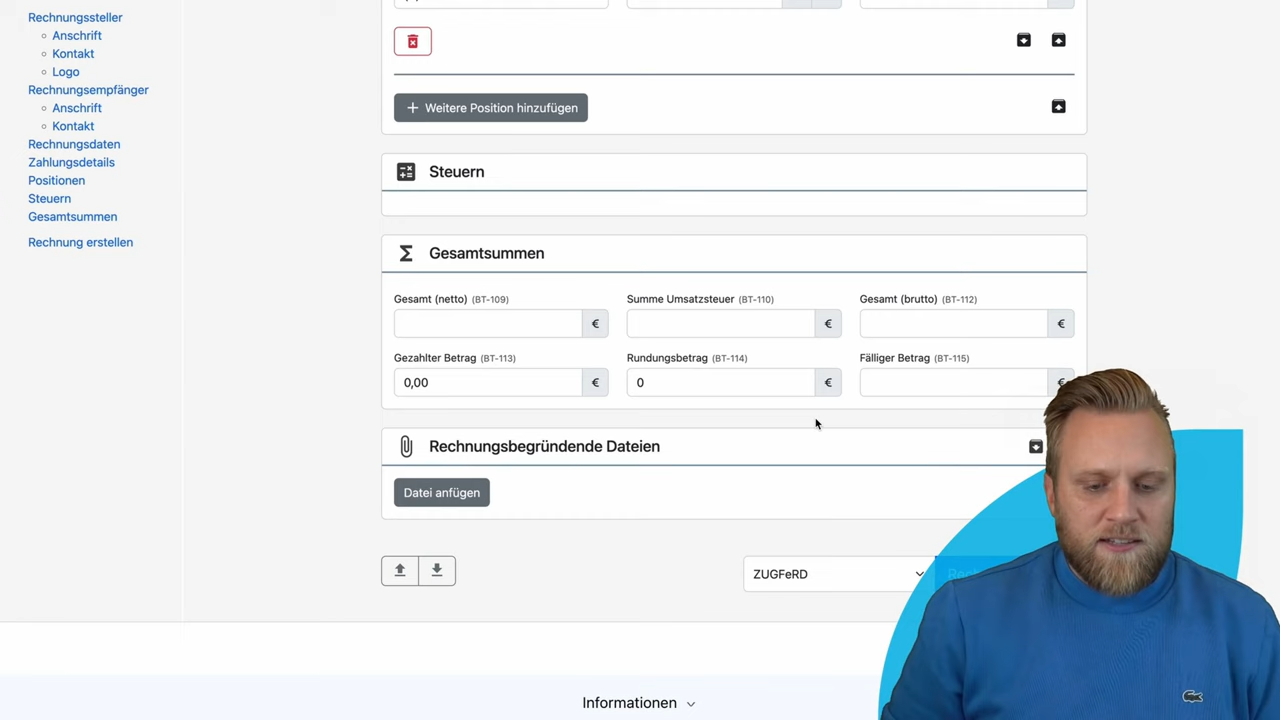 Rechnungssteller
Anschrift
Kontakt
Logo
Rechnungsempfänger
Anschrift
Kontakt
Rechnungsdaten
Zahlungsdetails
Positionen
Steuern
Gesamtsummen
Rechnung erstellen
+ Weitere Position hinzufügen
Steuern
Gesamtsummen
Gesamt (netto) (BT-109) Summe Umsatzsteuer (BT-110) Gesamt (brutto) (BT-112)
€ € €
Gezahlter Betrag (BT-113) Rundungsbetrag (BT-114) Fälliger Betrag (BT-115)
0,00 € 0 € €
Rechnungsbegründende Dateien
Datei anfügen
ZUGFeRD
Informationen